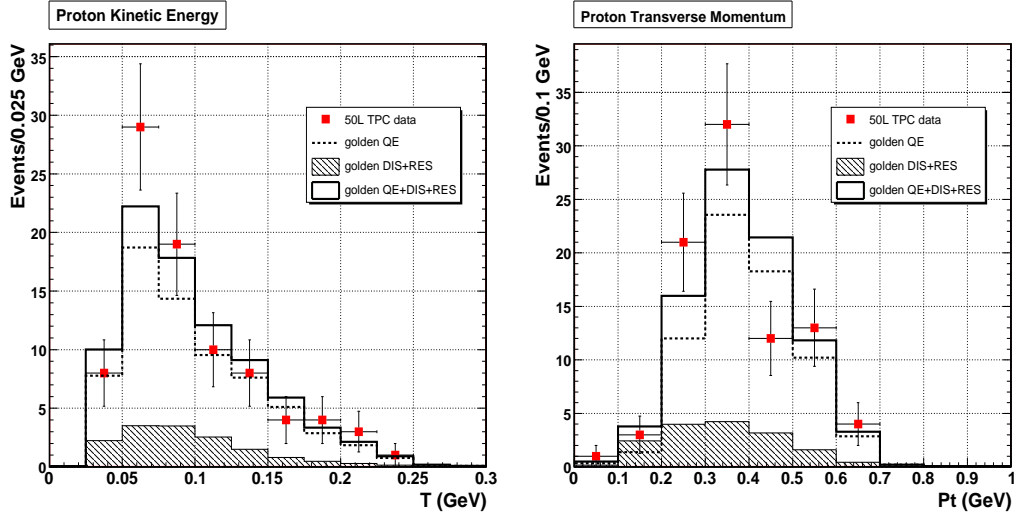 Proton Kinetic Energy
Events/0.025 GeV
35
30
25
20
15
10
5
0
50L TPC data
golden QE
golden DIS+RES
golden QE+DIS+RES
0 0.05 0.1 0.15 0.2 0.25 0.3
T (GeV)
Proton Transverse Momentum
Events/0.1 GeV
35
30
25
20
15
10
5
0
50L TPC data
golden QE
golden DIS+RES
golden QE+DIS+RES
0 0.1 0.2 0.3 0.4 0.5 0.6 0.7 0.8 0.9 1
Pt (GeV)